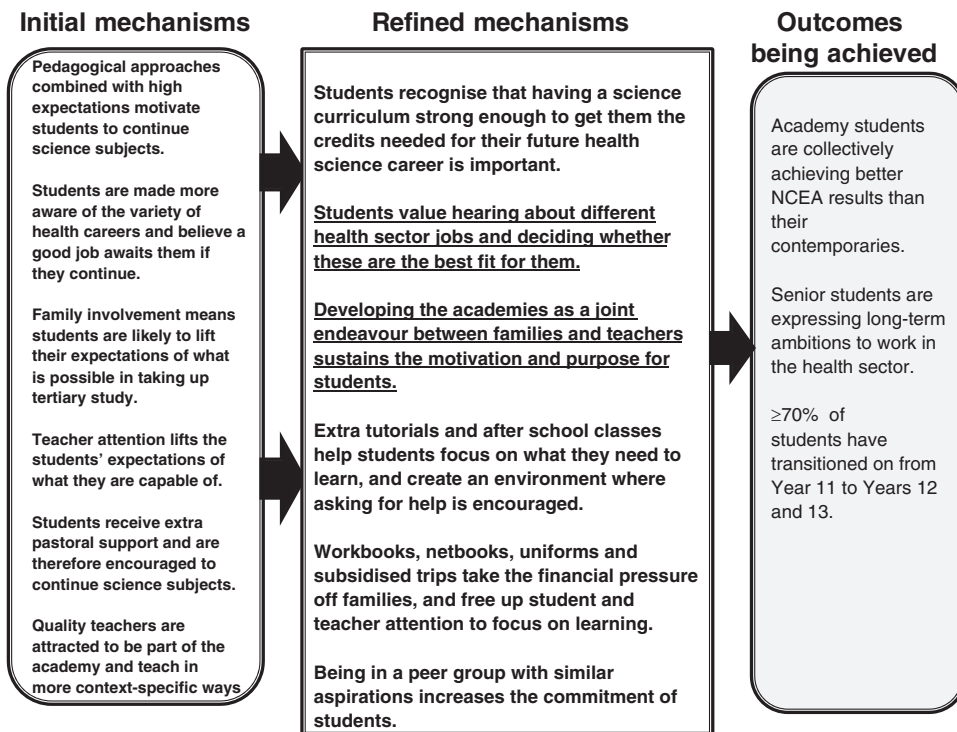 Initial mechanisms
Pedagogical approaches
combined with high
expectations motivate
students to continue
science subjects.
Students are made more
aware of the variety of
health careers and believe a
good job awaits them if
they continue.
Family involvement means
students are likely to lift
their expectations of what
is possible in taking up
tertiary study.
Teacher attention lifts the
students’ expectations of
what they are capable of.
Students receive extra
pastoral support and are
therefore encouraged to
continue science subjects.
Quality teachers are
attracted to be part of the
academy and teach in
more context-specific ways
Refined mechanisms
Students recognise that having a science
curriculum strong enough to get them the
credits needed for their future health
science career is important.
Students value hearing about different
health sector jobs and deciding whether
these are the best fit for them.
Developing the academies as a joint
endeavour between families and teachers
sustains the motivation and purpose for
students.
Extra tutorials and after school classes
help students focus on what they need to
learn, and create an environment where
asking for help is encouraged.
Workbooks, netbooks, uniforms and
subsidised trips take the financial pressure
off families, and free up student and
teacher attention to focus on learning.
Being in a peer group with similar
aspirations increases the commitment of
students.
Outcomes
being achieved
Academy students
are collectively
achieving better
NCEA results than
their
contemporaries.
Senior students are
expressing long-term
ambitions to work in
the health sector.
≥70% of
students have
transitioned on from
Year 11 to Years 12
and 13.